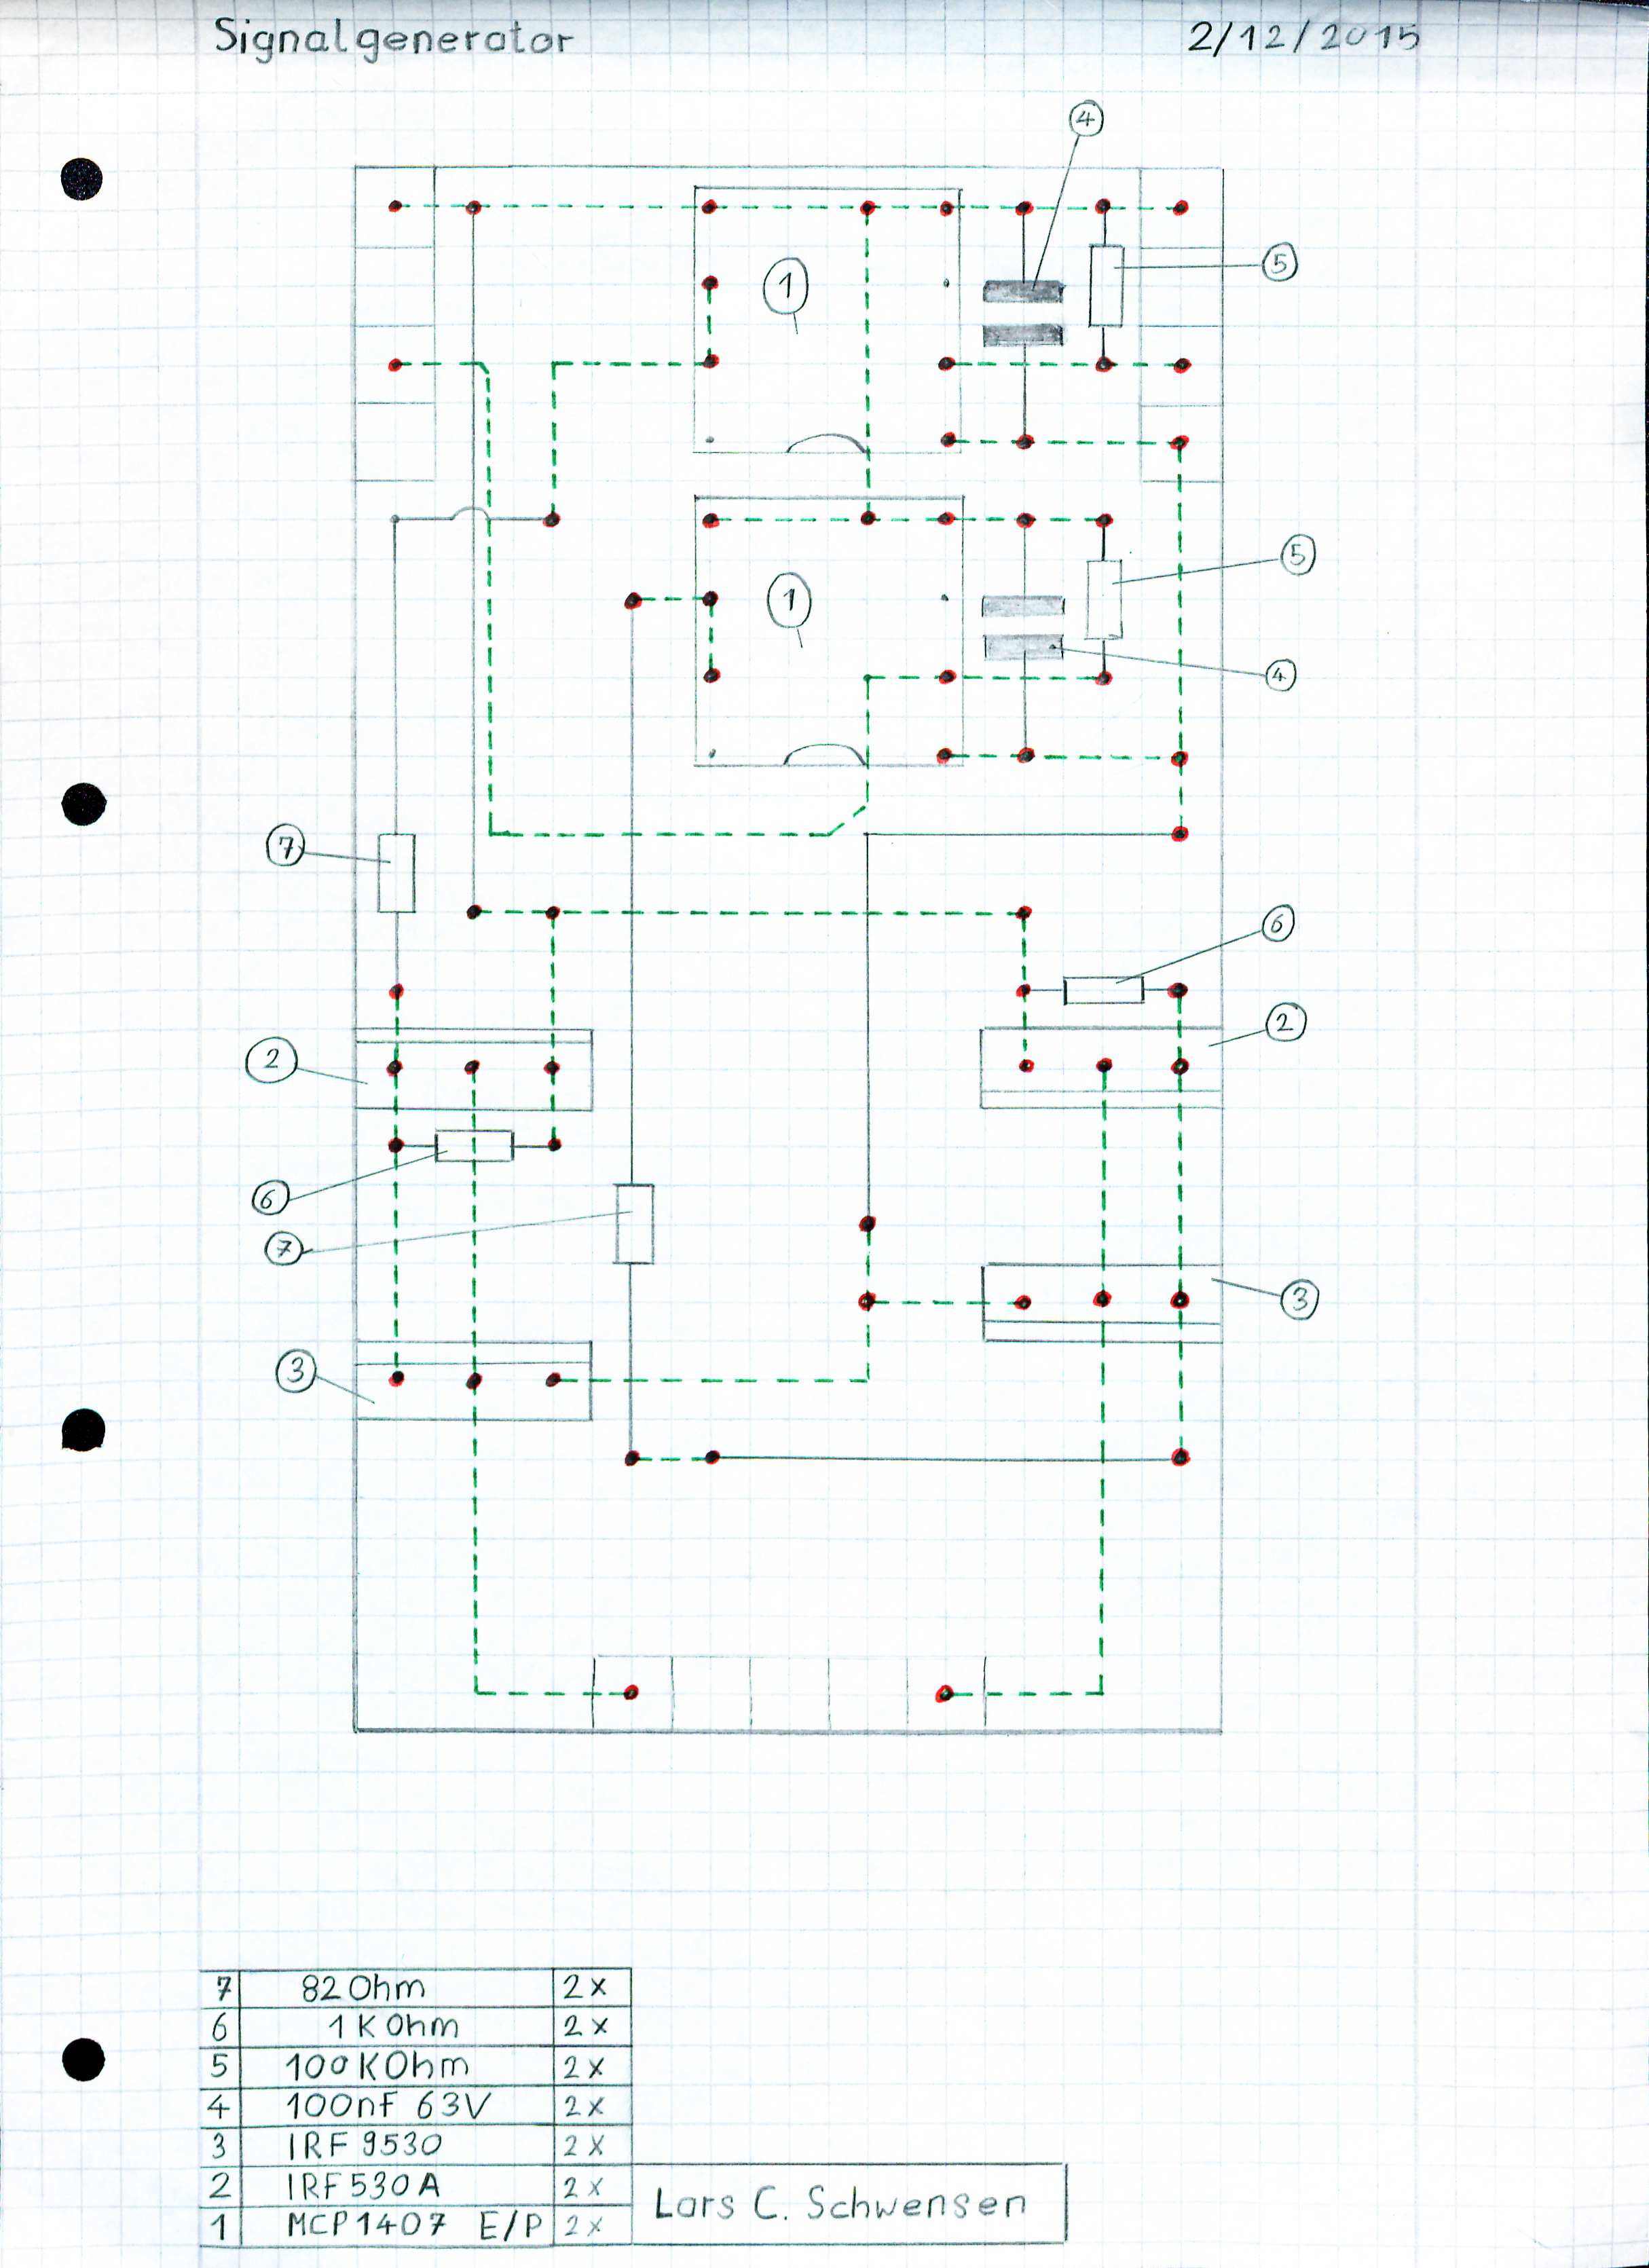 Signalgenerator 2/12/2015
4
1
5
5
1
4
7
6
2
2
6
7
3
3
7 82 Ohm 2x
6 1 K Ohm 2x
5 100 K Ohm 2x
4 100nF 63V 2x
3 IRF 9530 2x
2 IRF 530 A 2x
1 MCP 1407 E/P 2x
Lars C. Schwensen